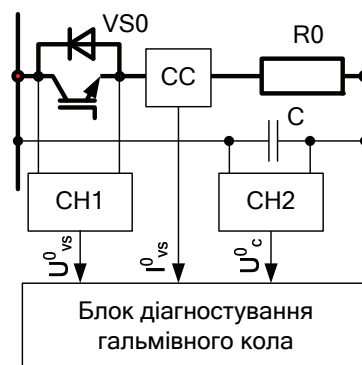 VS0
R0
CC
C
CH1
CH2
U⁰vs
I⁰vs
U⁰c
Блок діагностування
гальмівного кола